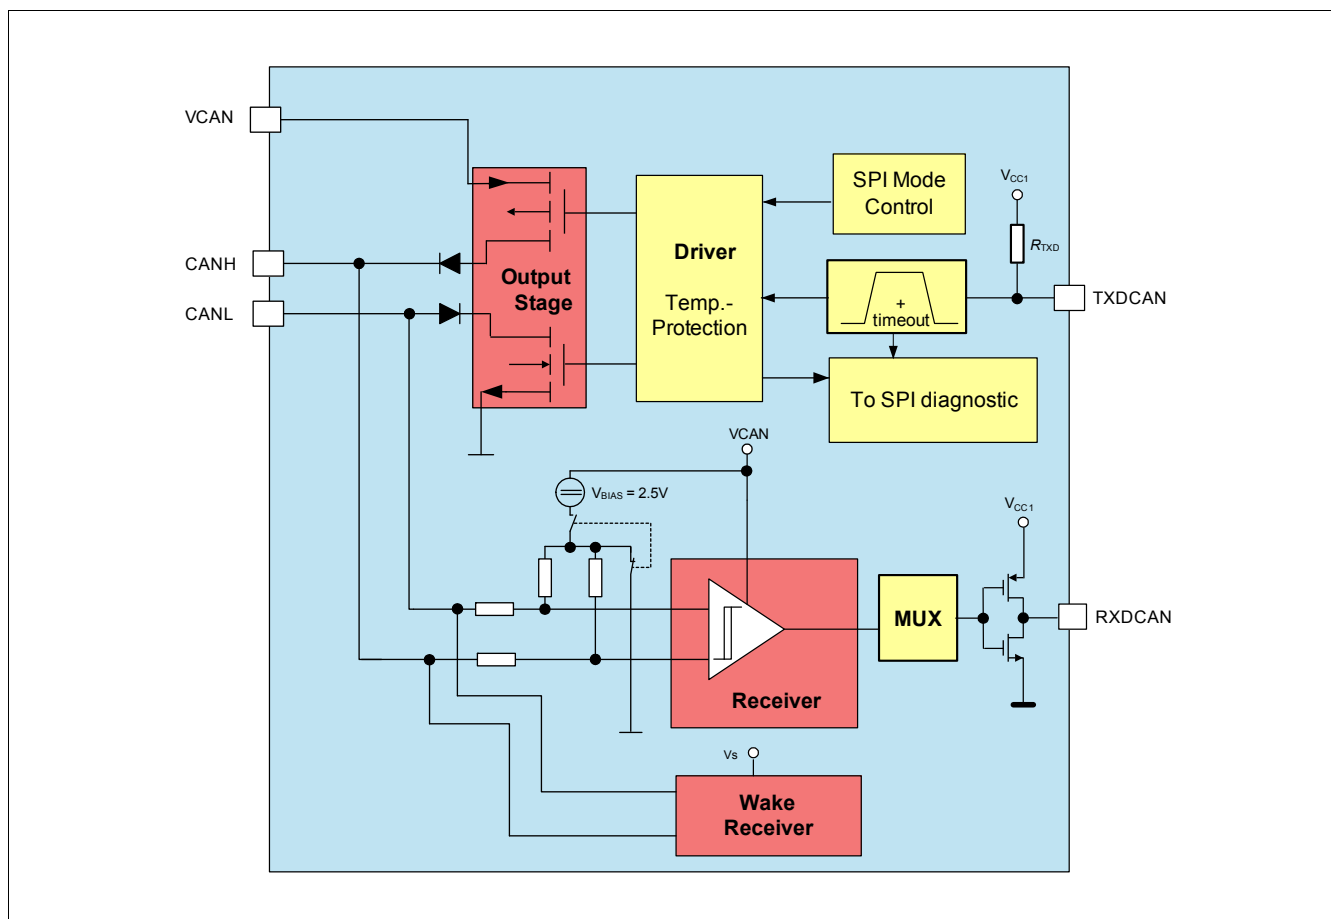 VCAN
SPI Mode
Control
VCC1
RTXD
Driver
CANH
Output
Stage
Temp.-
Protection
+
timeout
TXDCAN
CANL
To SPI diagnostic
VCAN
VBIAS = 2.5V
VCC1
MUX
RXDCAN
Receiver
Vs
Wake
Receiver